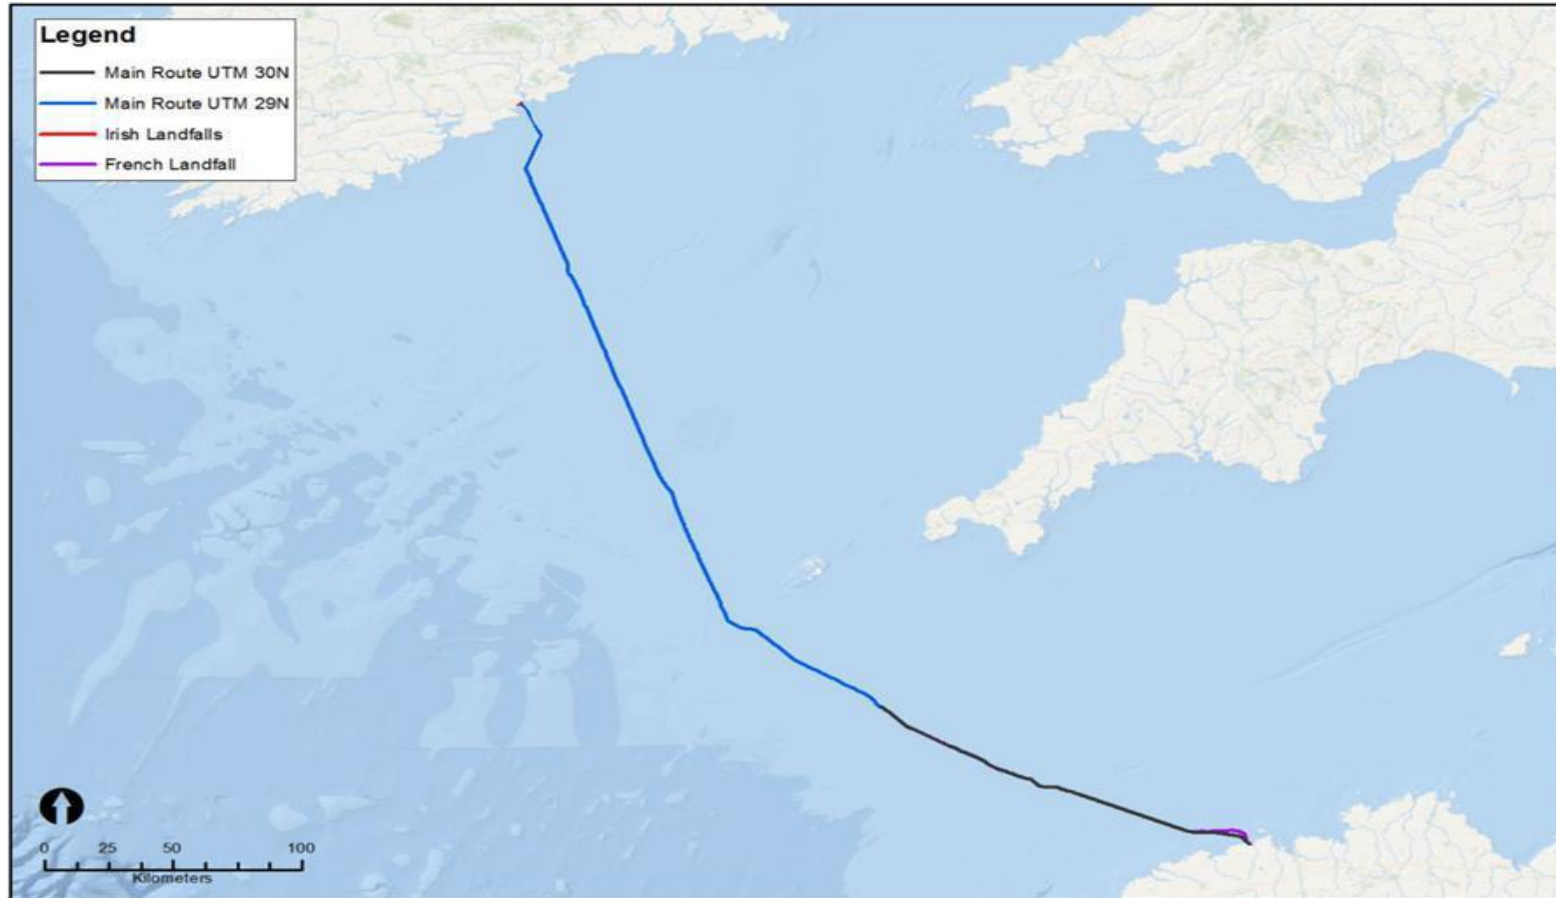 Legend
Main Route UTM 30N
Main Route UTM 29N
Irish Landfalls
French Landfall
0 25 50 100
Kilometers